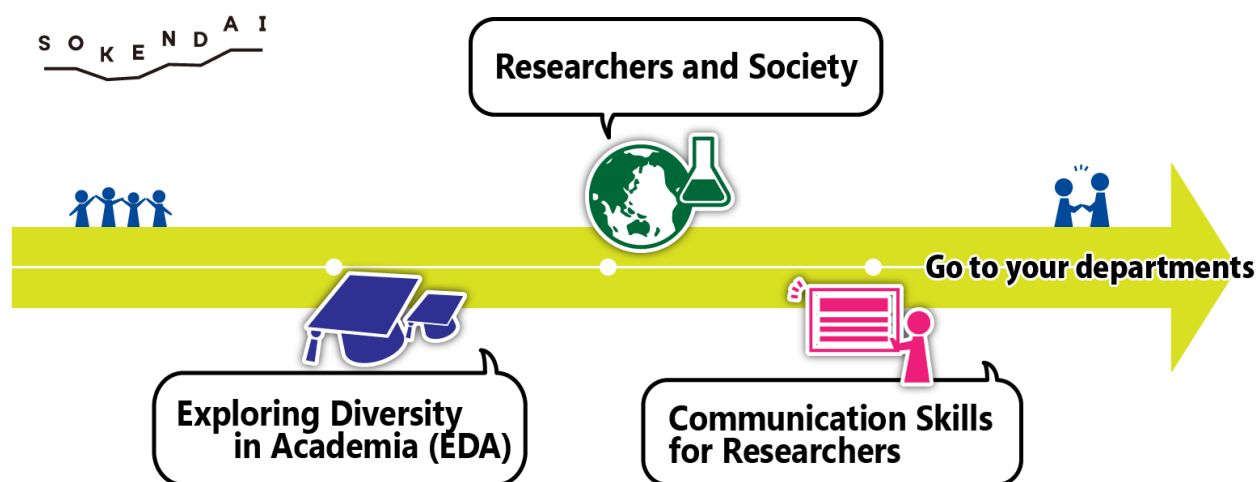 SOKENDAI
Researchers and Society
Go to your departments
Exploring Diversity
in Academia (EDA)
Communication Skills
for Researchers